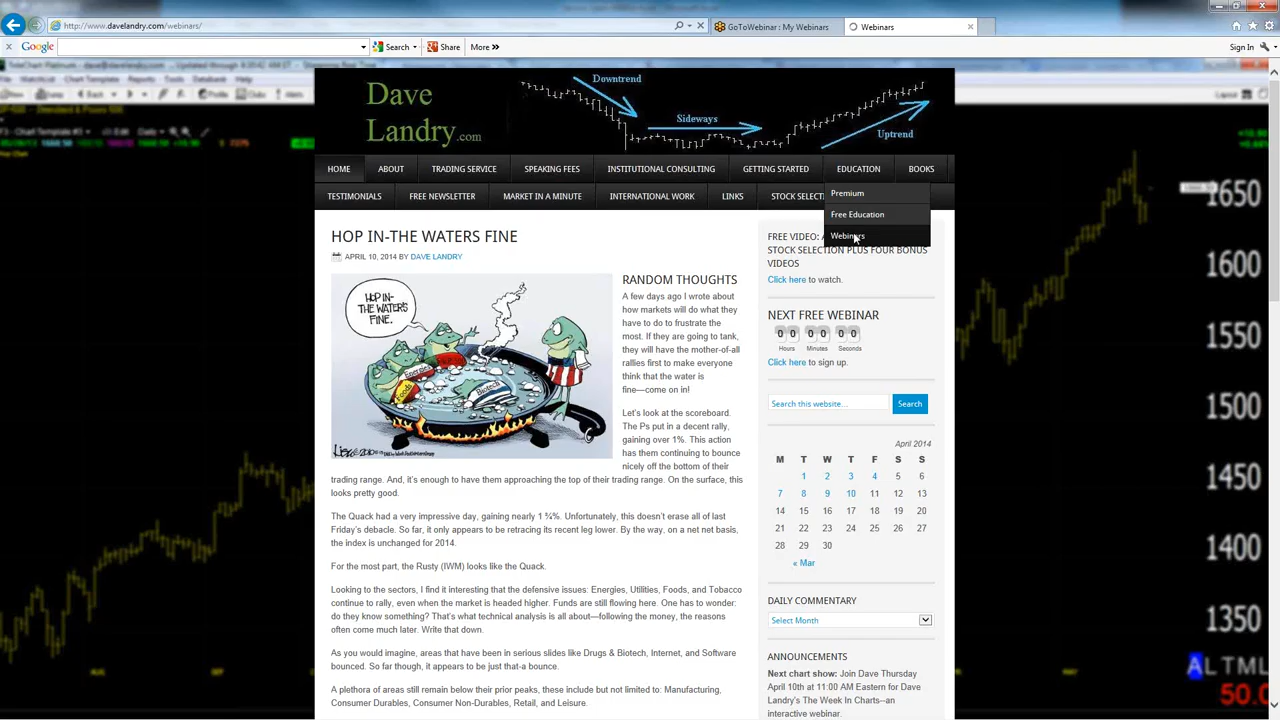 http://www.davelandry.com/webinars/
GoToWebinar : My Webinars
Webinars
Google
Search
Share
More »
Sign In
Dave
Landry.com
Downtrend
Sideways
Uptrend
HOME
ABOUT
TRADING SERVICE
SPEAKING FEES
INSTITUTIONAL CONSULTING
GETTING STARTED
EDUCATION
BOOKS
TESTIMONIALS
FREE NEWSLETTER
MARKET IN A MINUTE
INTERNATIONAL WORK
LINKS
STOCK SELECTI
Premium
Free Education
Webinars
HOP IN-THE WATERS FINE
APRIL 10, 2014 BY DAVE LANDRY
HOP IN-
THE WATERS
FINE.
Energies
Foods
Biotech
RANDOM THOUGHTS
A few days ago I wrote about
how markets will do what they
have to do to frustrate the
most. If they are going to tank,
they will have the mother-of-all
rallies first to make everyone
think that the water is
fine—come on in!
Let's look at the scoreboard.
The Ps put in a decent rally,
gaining over 1%. This action
has them continuing to bounce
nicely off the bottom of their
trading range. And, it's enough to have them approaching the top of their trading range. On the surface, this
looks pretty good.
The Quack had a very impressive day, gaining nearly 1 ¾%. Unfortunately, this doesn't erase all of last
Friday's debacle. So far, it only appears to be retracing its recent leg lower. By the way, on a net net basis,
the index is unchanged for 2014.
For the most part, the Rusty (IWM) looks like the Quack.
Looking to the sectors, I find it interesting that the defensive issues: Energies, Utilities, Foods, and Tobacco
continue to rally, even when the market is headed higher. Funds are still flowing here. One has to wonder:
do they know something? That's what technical analysis is all about—following the money, the reasons
often come much later. Write that down.
As you would imagine, areas that have been in serious slides like Drugs & Biotech, Internet, and Software
bounced. So far though, it appears to be just that-a bounce.
A plethora of areas still remain below their prior peaks, these include but not limited to: Manufacturing,
Consumer Durables, Consumer Non-Durables, Retail, and Leisure.
FREE VIDEO:
STOCK SELECTION PLUS FOUR BONUS
VIDEOS
Click here to watch.
NEXT FREE WEBINAR
0 0 0 0 0 0
Hours Minutes Seconds
Click here to sign up.
Search this website…
Search
April 2014
M T W T F S S
1 2 3 4 5 6
7 8 9 10 11 12 13
14 15 16 17 18 19 20
21 22 23 24 25 26 27
28 29 30
« Mar
DAILY COMMENTARY
Select Month
ANNOUNCEMENTS
Next chart show: Join Dave Thursday
April 10th at 11:00 AM Eastern for Dave
Landry's The Week In Charts--an
interactive webinar.
1650
1600
1550
1500
1450
1400
1350
A L T M L
50.0